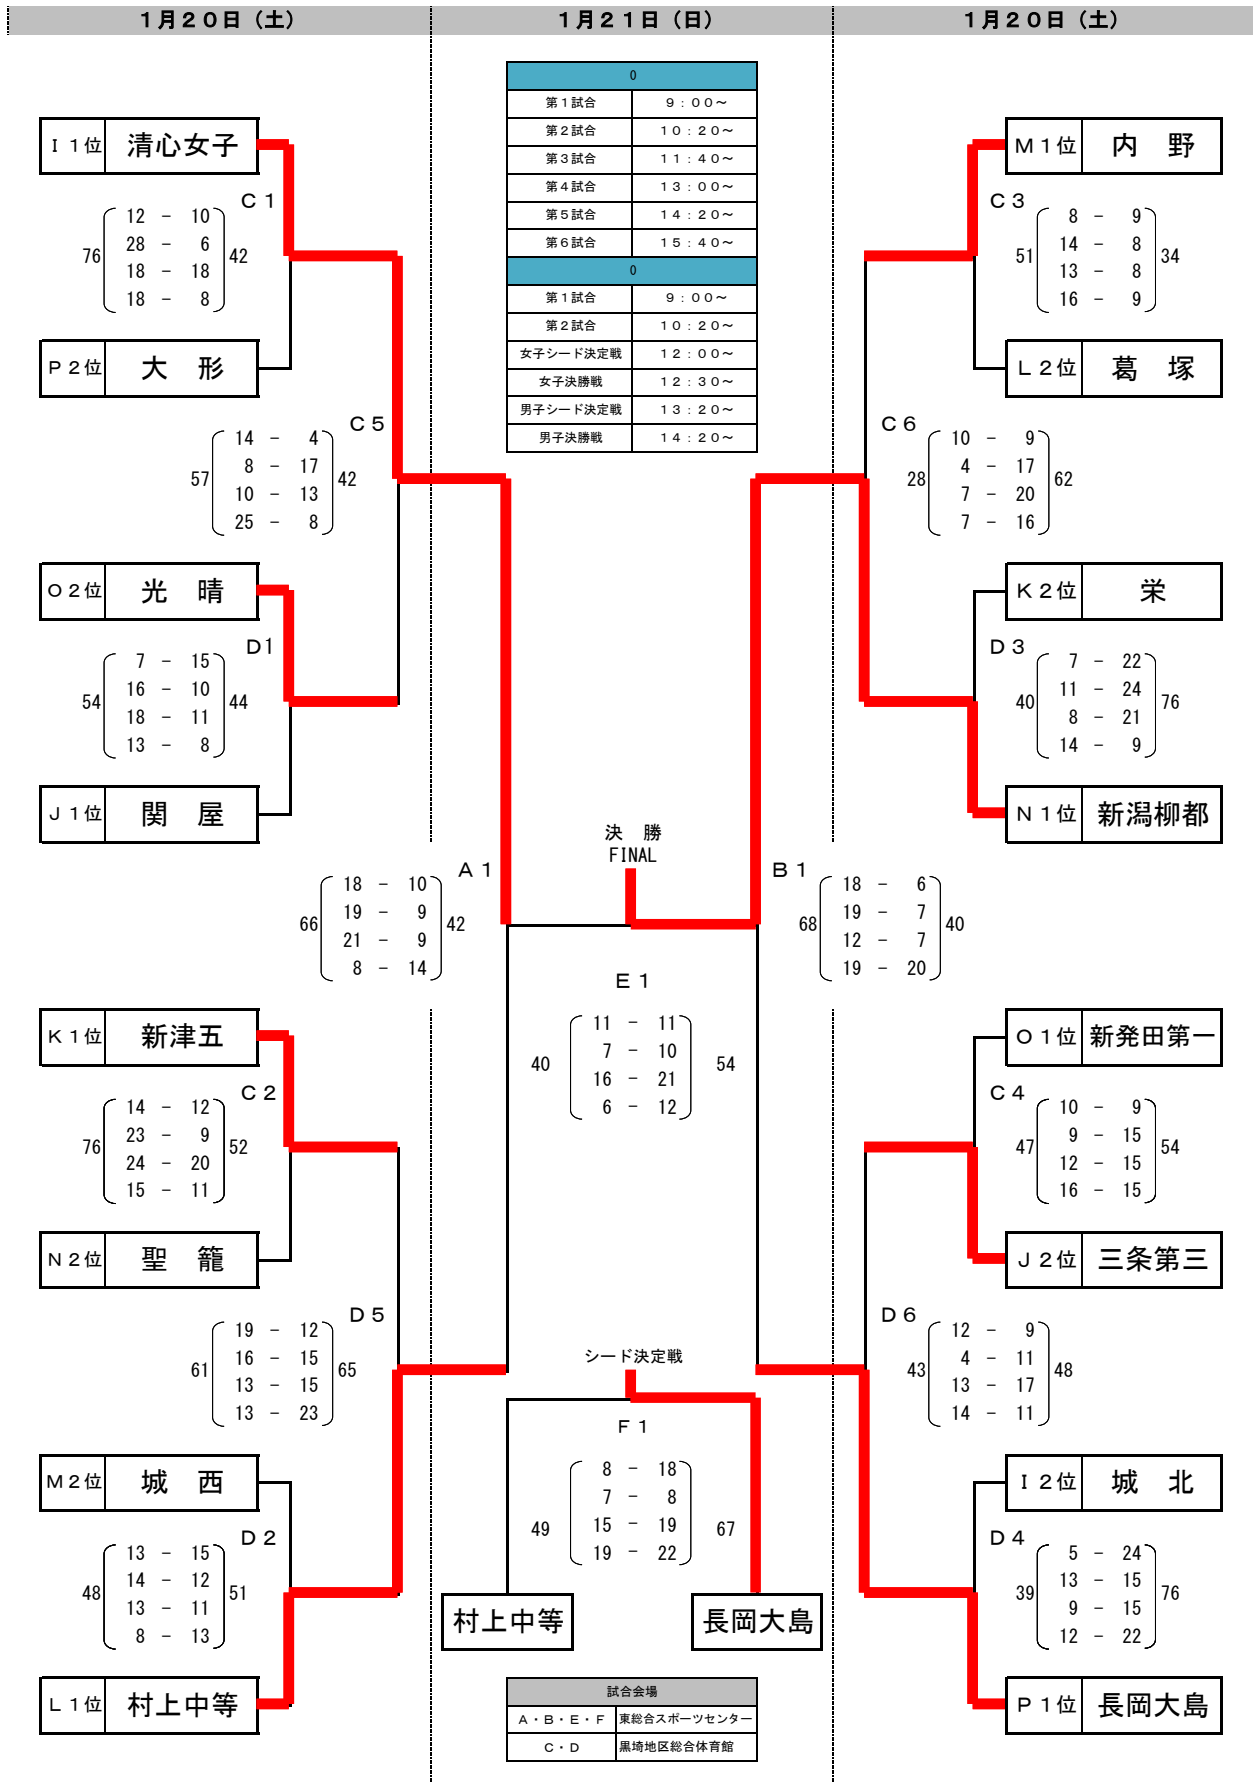 １月２０日（土）
１月２１日（日）
１月２０日（土）
0
第１試合 ９：００～
第２試合 １０：２０～
第３試合 １１：４０～
第４試合 １３：００～
第５試合 １４：２０～
第６試合 １５：４０～
0
第１試合 ９：００～
第２試合 １０：２０～
女子シード決定戦 １２：００～
女子決勝戦 １２：３０～
男子シード決定戦 １３：２０～
男子決勝戦 １４：２０～
Ｉ１位 清心女子
Ｃ１
76 42
12 － 10
28 － 6
18 － 18
18 － 8
Ｐ２位 大　形
Ｃ５
57 42
14 － 4
8 － 17
10 － 13
25 － 8
Ｏ２位 光　晴
Ｄ1
54 44
7 － 15
16 － 10
18 － 11
13 － 8
Ｊ１位 関　屋
Ａ１
66 42
18 － 10
19 － 9
21 － 9
8 － 14
Ｋ１位 新津五
Ｃ２
76 52
14 － 12
23 － 9
24 － 20
15 － 11
Ｎ２位 聖　籠
Ｄ５
61 65
19 － 12
16 － 15
13 － 15
13 － 23
Ｍ２位 城　西
Ｄ２
48 51
13 － 15
14 － 12
13 － 11
8 － 13
Ｌ１位 村上中等
決　勝
FINAL
Ｅ１
40 54
11 － 11
7 － 10
16 － 21
6 － 12
シード決定戦
Ｆ１
49 67
8 － 18
7 － 8
15 － 19
19 － 22
村上中等
長岡大島
試合会場
Ａ・Ｂ・Ｅ・Ｆ 東総合スポーツセンター
Ｃ・Ｄ 黒埼地区総合体育館
Ｍ１位 内　野
Ｃ３
51 34
8 － 9
14 － 8
13 － 8
16 － 9
Ｌ２位 葛　塚
Ｃ６
28 62
10 － 9
4 － 17
7 － 20
7 － 16
Ｋ２位 栄
Ｄ３
40 76
7 － 22
11 － 24
8 － 21
14 － 9
Ｎ１位 新潟柳都
Ｂ１
68 40
18 － 6
19 － 7
12 － 7
19 － 20
Ｏ１位 新発田第一
Ｃ４
47 54
10 － 9
9 － 15
12 － 15
16 － 15
Ｊ２位 三条第三
Ｄ６
43 48
12 － 9
4 － 11
13 － 17
14 － 11
Ｉ２位 城　北
Ｄ４
39 76
5 － 24
13 － 15
9 － 15
12 － 22
Ｐ１位 長岡大島